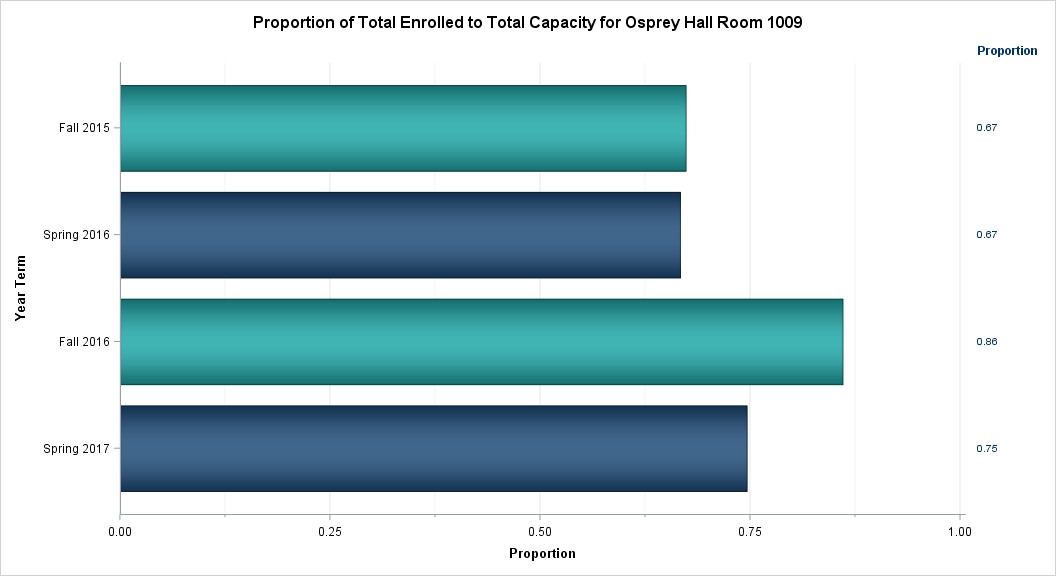 Proportion of Total Enrolled to Total Capacity for Osprey Hall Room 1009
Proportion
Fall 2015
0.67
Spring 2016
0.67
Year Term
Fall 2016
0.86
Spring 2017
0.75
0.00 0.25 0.50 0.75 1.00
Proportion